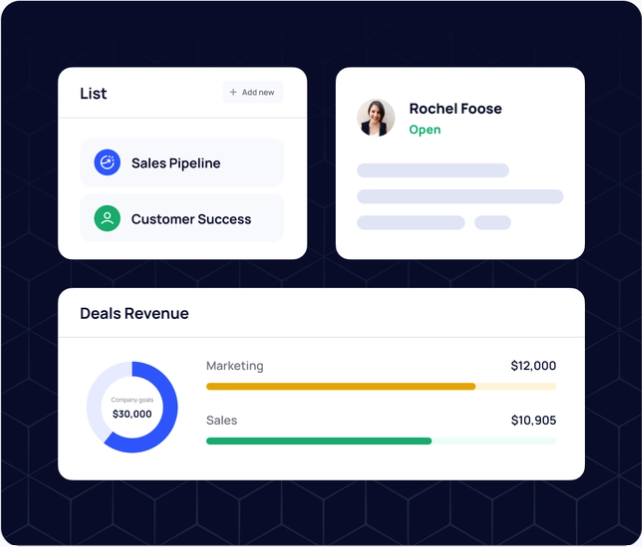 List
+ Add new
Sales Pipeline
Customer Success
Rochel Foose
Open
Deals Revenue
Company goals
$30,000
Marketing
$12,000
Sales
$10,905